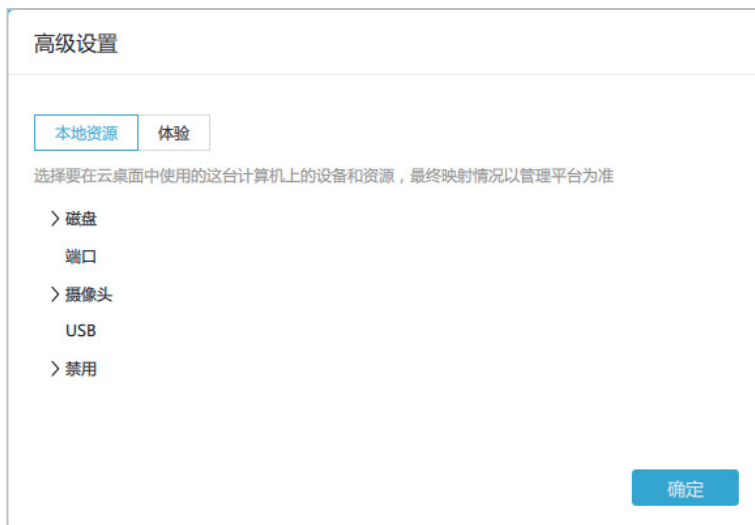 高级设置
本地资源 体验
选择要在云桌面中使用的这台计算机上的设备和资源，最终映射情况以管理平台为准
磁盘
端口
摄像头
USB
禁用
确定